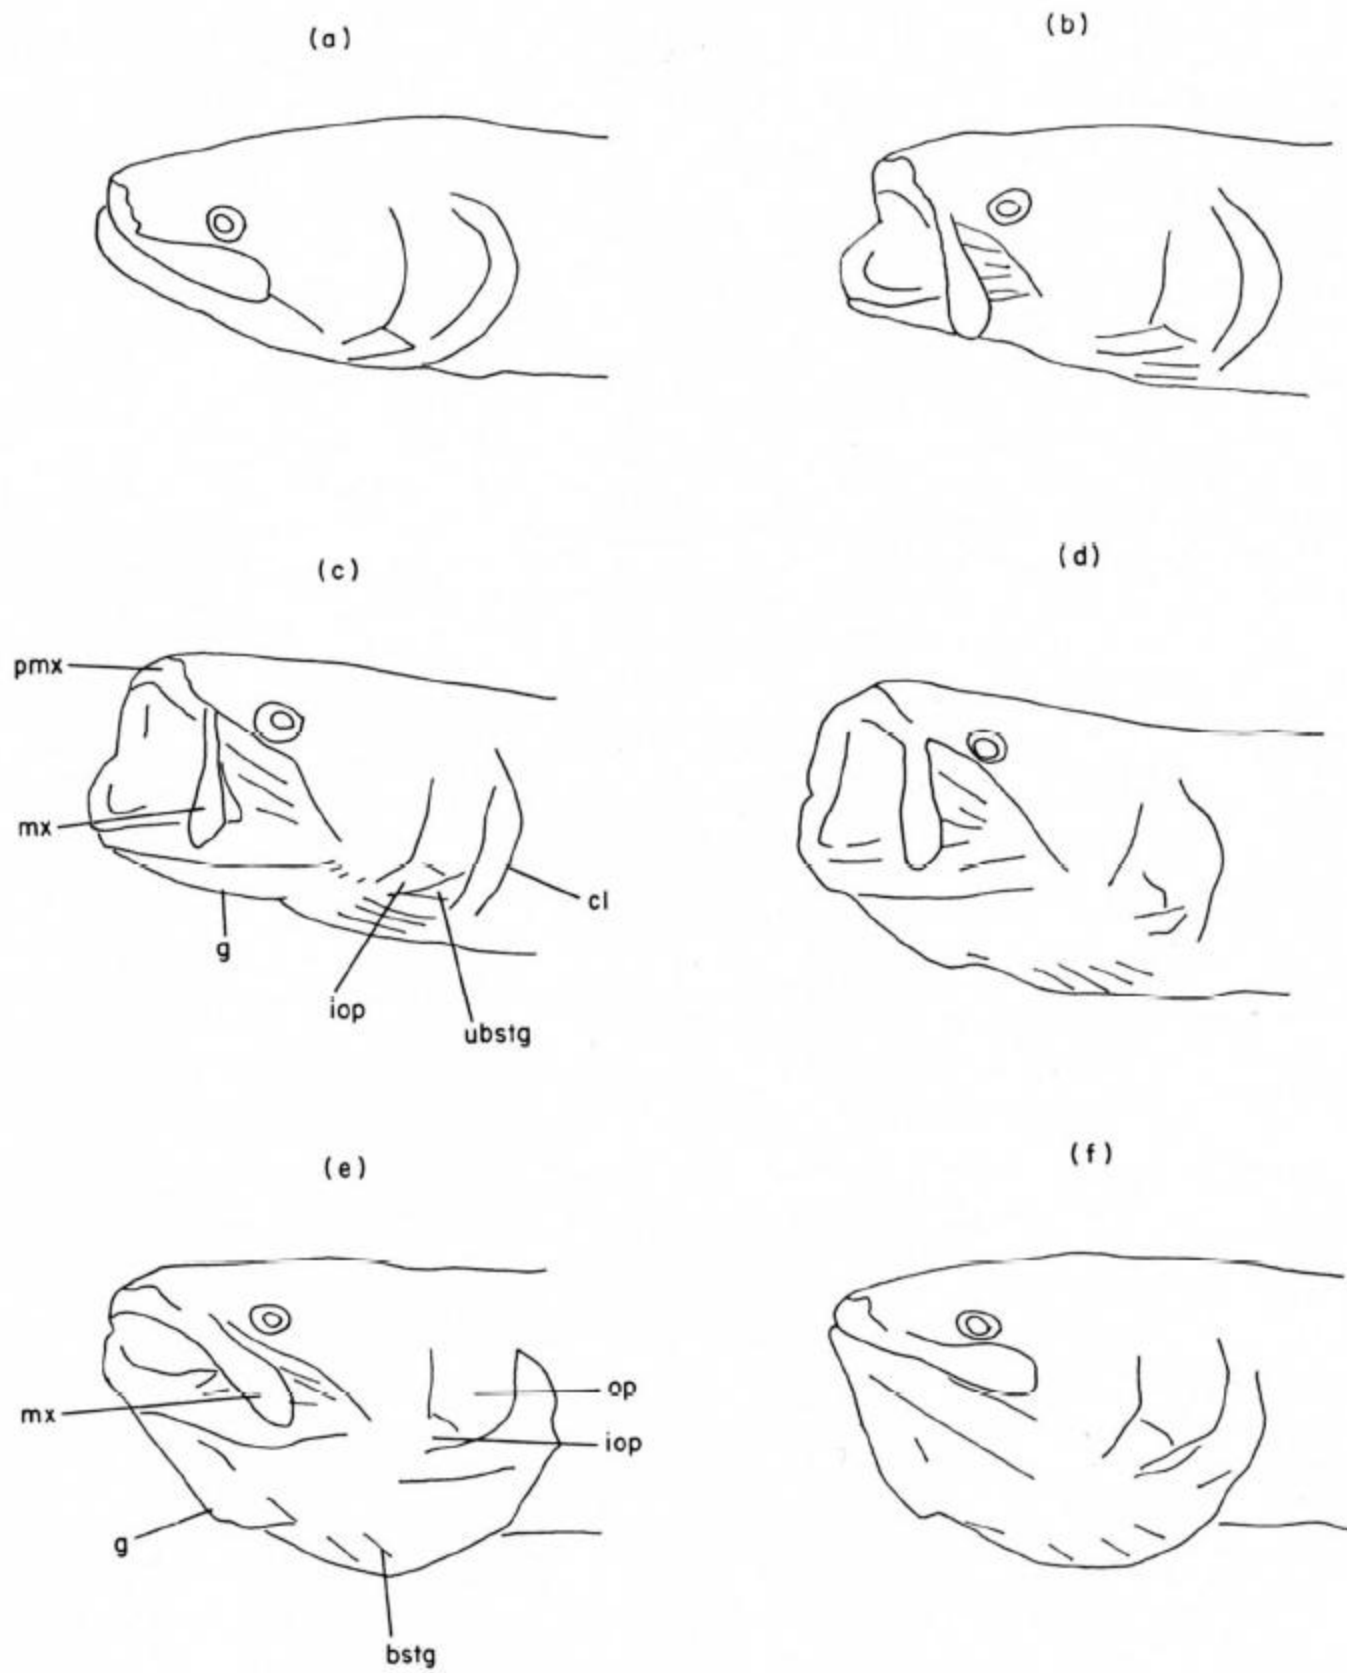 (a)
(b)
(c)
(d)
pmx
mx
cl
g
iop
ubstg
(e)
(f)
op
mx
iop
g
bstg